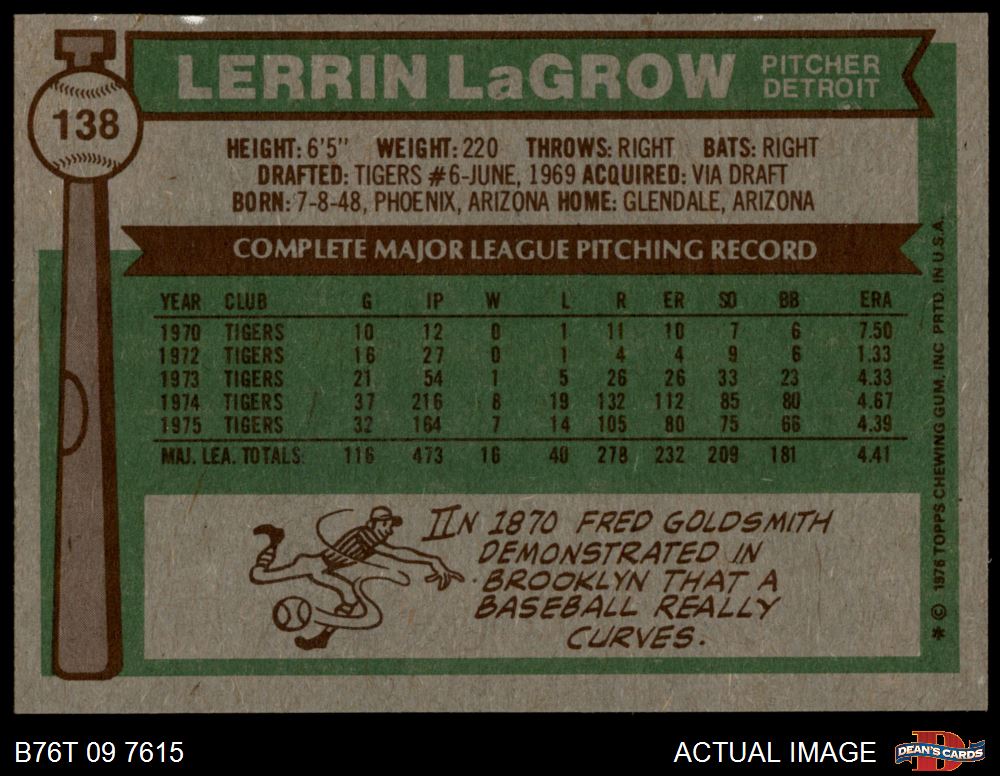 LERRIN LaGROW
PITCHER
DETROIT
138
HEIGHT: 6'5" WEIGHT: 220 THROWS: RIGHT BATS: RIGHT
DRAFTED: TIGERS #6-JUNE, 1969 ACQUIRED: VIA DRAFT
BORN: 7-8-48, PHOENIX, ARIZONA HOME: GLENDALE, ARIZONA
COMPLETE MAJOR LEAGUE PITCHING RECORD
YEAR CLUB G IP W L R ER SO BB ERA
1970 TIGERS 10 12 0 1 11 10 7 6 7.50
1972 TIGERS 16 27 0 1 4 4 9 6 1.33
1973 TIGERS 21 54 1 5 26 26 33 23 4.33
1974 TIGERS 37 216 8 19 132 112 85 80 4.67
1975 TIGERS 32 164 7 14 105 80 75 66 4.39
MAJ. LEA. TOTALS 116 473 16 40 278 232 209 181 4.41
IN 1870 FRED GOLDSMITH
DEMONSTRATED IN
BROOKLYN THAT A
BASEBALL REALLY
CURVES.
* © 1976 TOPPS CHEWING GUM, INC PRTD. IN U.S.A.
B76T 09 7615
ACTUAL IMAGE
D
DEAN'S CARDS